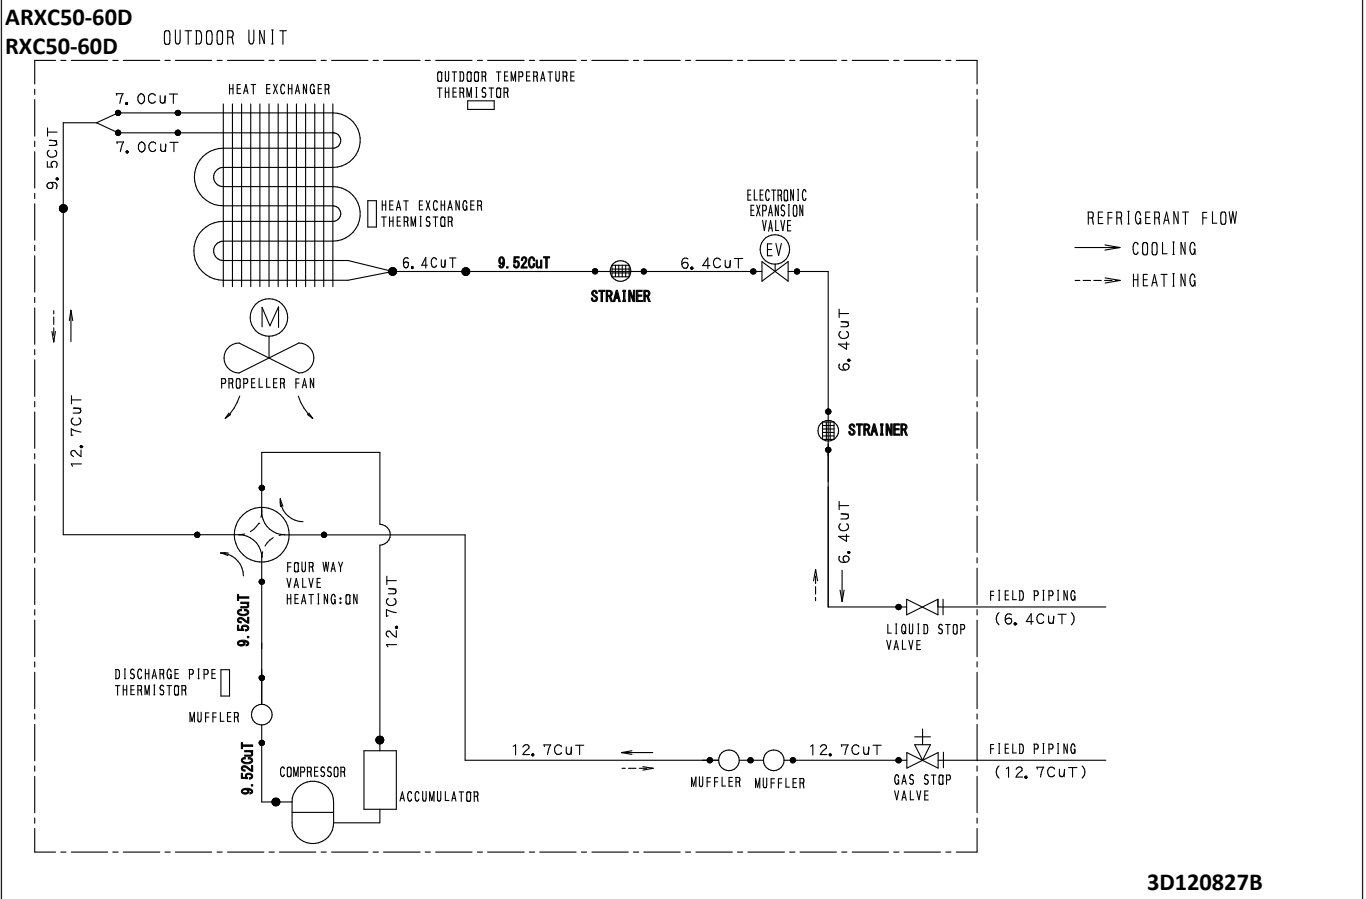 ARXC50-60D
RXC50-60D
OUTDOOR UNIT
7.0CuT
HEAT EXCHANGER
OUTDOOR TEMPERATURE
THERMISTOR
7.0CuT
9.5CuT
HEAT EXCHANGER
THERMISTOR
ELECTRONIC
EXPANSION
VALVE
EV
REFRIGERANT FLOW
COOLING
HEATING
6.4CuT
9.52CuT
STRAINER
6.4CuT
M
PROPELLER FAN
6.4CuT
12.7CuT
STRAINER
6.4CuT
FOUR WAY
VALVE
HEATING:ON
9.52CuT
12.7CuT
FIELD PIPING
(6.4CuT)
LIQUID STOP
VALVE
DISCHARGE PIPE
THERMISTOR
MUFFLER
9.52CuT
COMPRESSOR
ACCUMULATOR
12.7CuT
MUFFLER
MUFFLER
12.7CuT
GAS STOP
VALVE
FIELD PIPING
(12.7CuT)
3D120827B